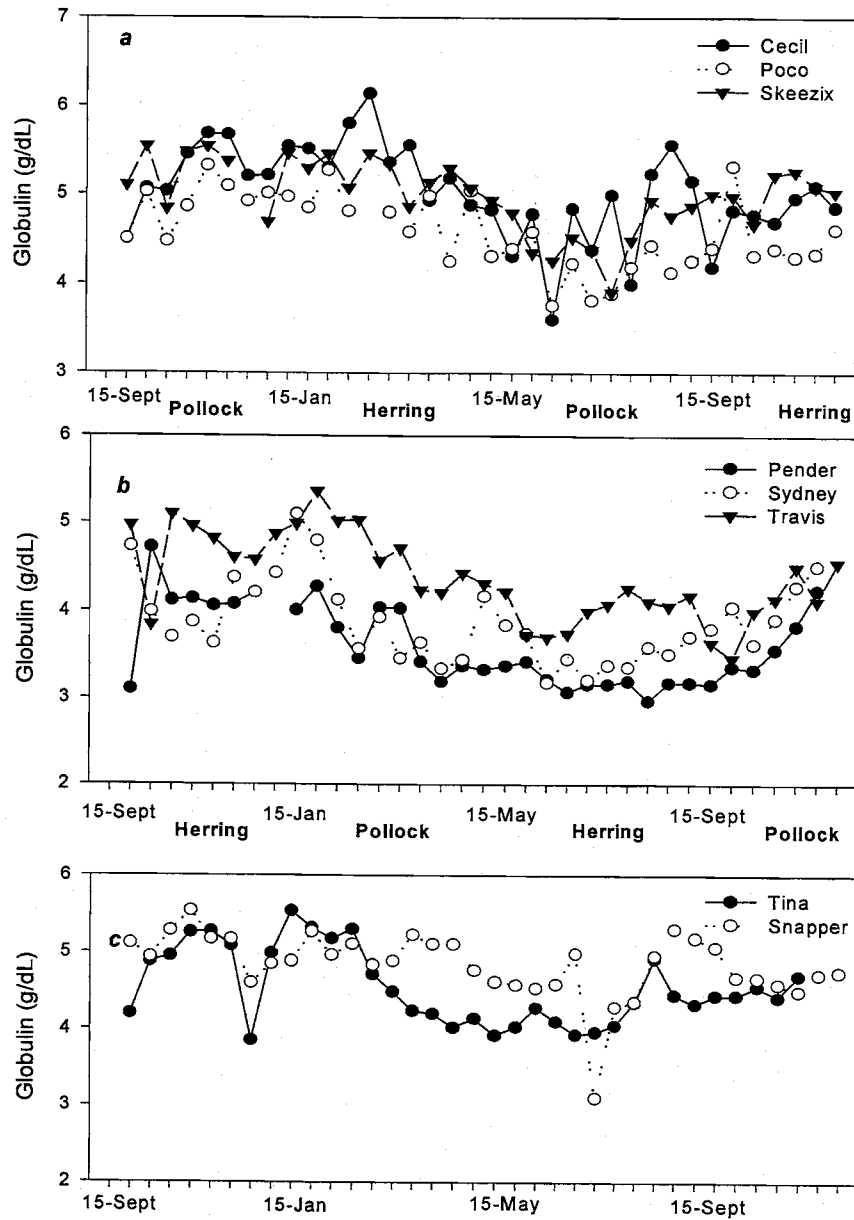 a
Cecil
Poco
Skeezix
7
6
5
4
3
Globulin (g/dL)
15-Sept 15-Jan 15-May 15-Sept
Pollock Herring Pollock Herring
b
Pender
Sydney
Travis
6
5
4
3
2
Globulin (g/dL)
15-Sept 15-Jan 15-May 15-Sept
Herring Pollock Herring Pollock
c
Tina
Snapper
6
5
4
3
2
Globulin (g/dL)
15-Sept 15-Jan 15-May 15-Sept